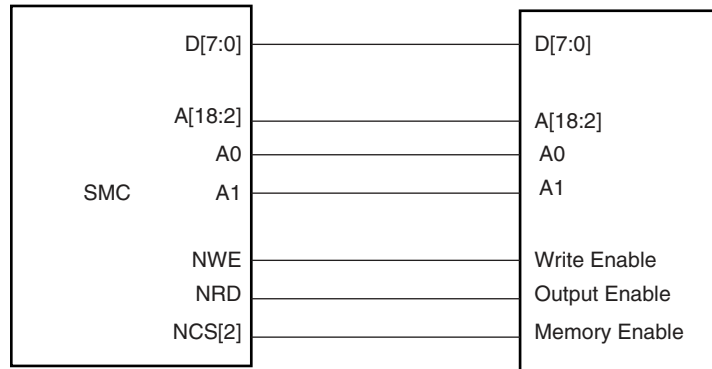 D[7:0] D[7:0]
A[18:2] A[18:2]
A0 A0
SMC A1 A1
NWE Write Enable
NRD Output Enable
NCS[2] Memory Enable